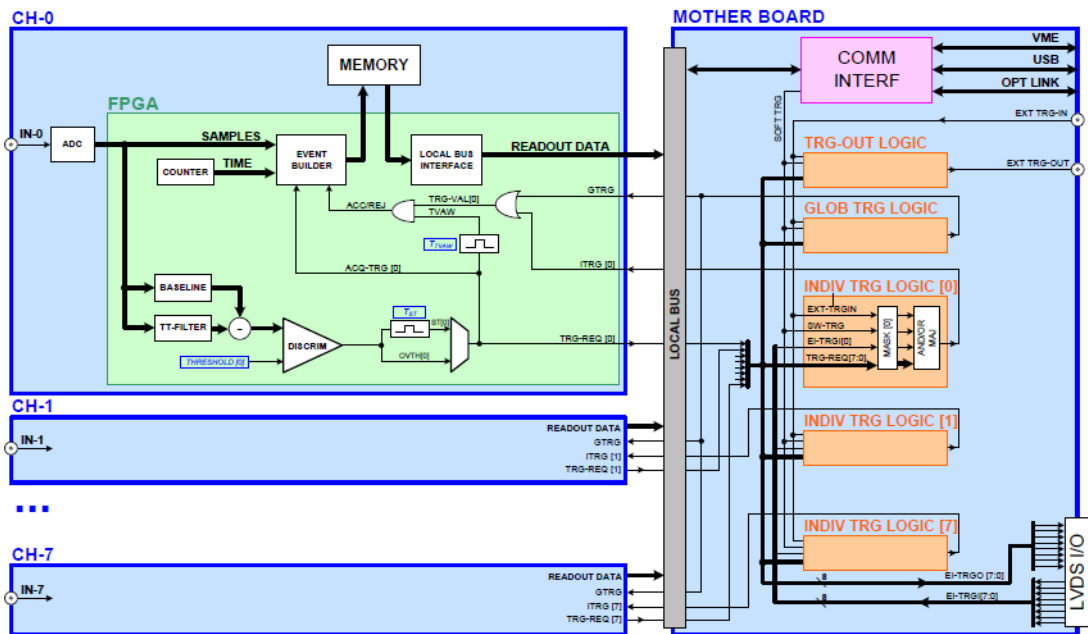 CH-0
MEMORY
FPGA
IN-0
ADC
SAMPLES
TIME
COUNTER
EVENT
BUILDER
LOCAL BUS
INTERFACE
READOUT DATA
GTRG
ACC/REJ
TRG-VAL[0]
TVAW
TTVAW
ACQ-TRG [0]
ITRG [0]
BASELINE
TT-FILTER
-
DISCRIM
TST
ST[0]
OVTH[0]
THRESHOLD [0]
TRG-REQ [0]
CH-1
IN-1
READOUT DATA
GTRG
ITRG [1]
TRG-REQ [1]
...
CH-7
IN-7
READOUT DATA
GTRG
ITRG [7]
TRG-REQ [7]
LOCAL BUS
MOTHER BOARD
COMM
INTERF
VME
USB
OPT LINK
SOFT TRG
EXT TRG-IN
TRG-OUT LOGIC
EXT TRG-OUT
GLOB TRG LOGIC
INDIV TRG LOGIC [0]
EXT-TRGIN
SW-TRG
EI-TRGI[0]
TRG-REQ[7:0]
MASK [0]
AND/OR
MAJ
INDIV TRG LOGIC [1]
INDIV TRG LOGIC [7]
8
EI-TRGO [7:0]
8
EI-TRGI[7:0]
LVDS I/O